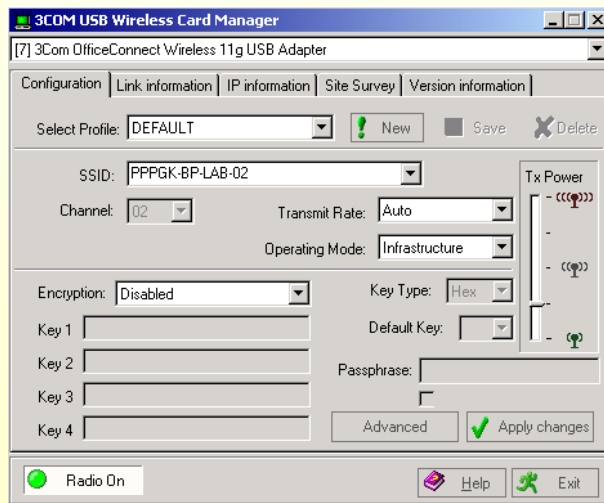 3COM USB Wireless Card Manager
[7] 3Com OfficeConnect Wireless 11g USB Adapter
Configuration Link information IP information Site Survey Version information
Select Profile: DEFAULT New Save Delete
SSID: PPPGK-BP-LAB-02 Tx Power
Channel: 02 Transmit Rate: Auto
Operating Mode: Infrastructure
Encryption: Disabled Key Type: Hex
Key 1 Default Key:
Key 2 Passphrase:
Key 3
Key 4 Advanced Apply changes
Radio On Help Exit